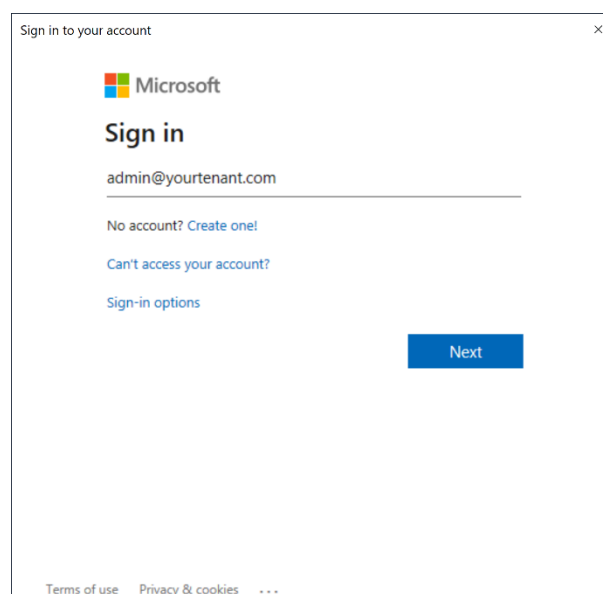 Sign in to your account
Microsoft
Sign in
admin@yourtenant.com
No account? Create one!
Can't access your account?
Sign-in options
Next
Terms of use Privacy & cookies ...